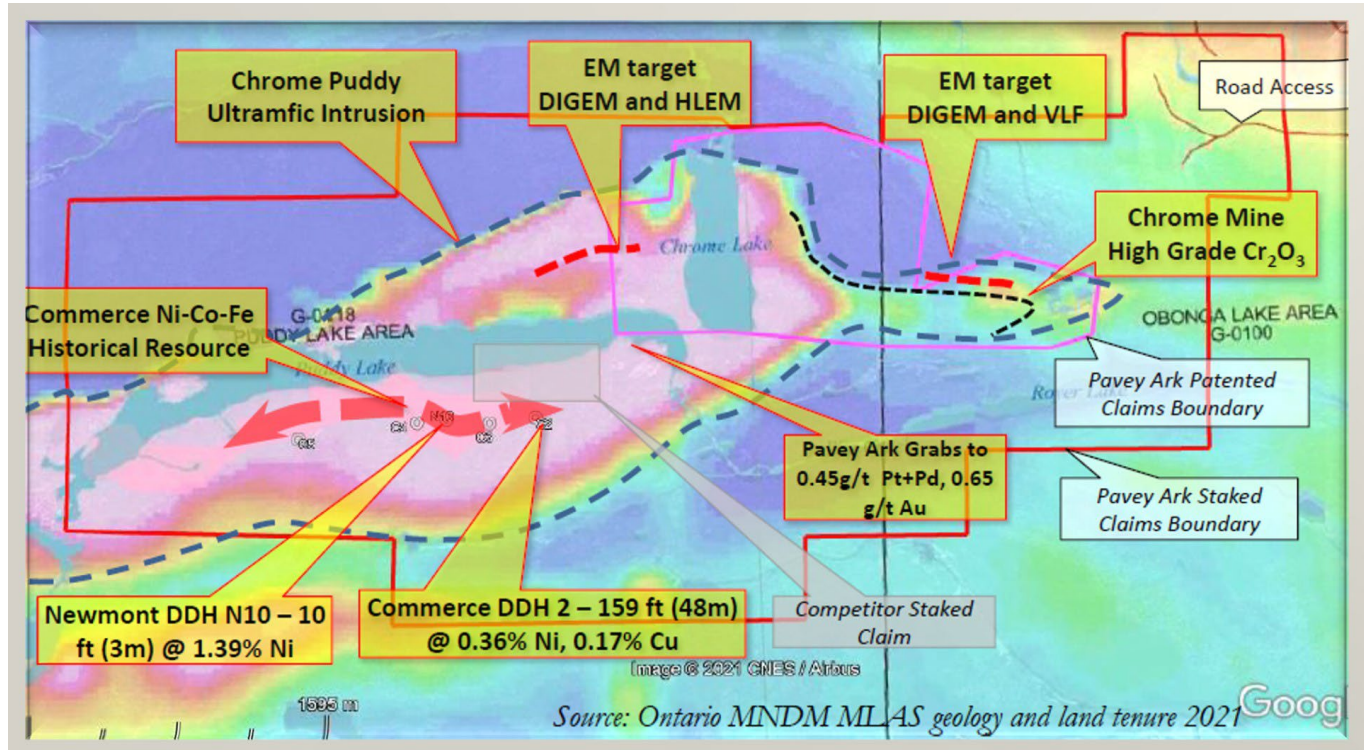 Chrome Puddy
Ultramfic Intrusion
EM target
DIGEM and HLEM
EM target
DIGEM and VLF
Road Access
Chrome Mine
High Grade Cr₂O₃
Chrome Lake
Commerce Ni-Co-Fe
Historical Resource
G-0118
PUDDY LAKE AREA
OBONGA LAKE AREA
G-0100
Puddy Lake
Rover Lake
Pavey Ark Patented
Claims Boundary
N10
Pavey Ark Grabs to
0.45g/t Pt+Pd, 0.65
g/t Au
Pavey Ark Staked
Claims Boundary
Newmont DDH N10 – 10
ft (3m) @ 1.39% Ni
Commerce DDH 2 – 159 ft (48m)
@ 0.36% Ni, 0.17% Cu
Competitor Staked
Claim
Image © 2021 CNES / Airbus
1595 m
Source: Ontario MNDM MLAS geology and land tenure 2021
Goog